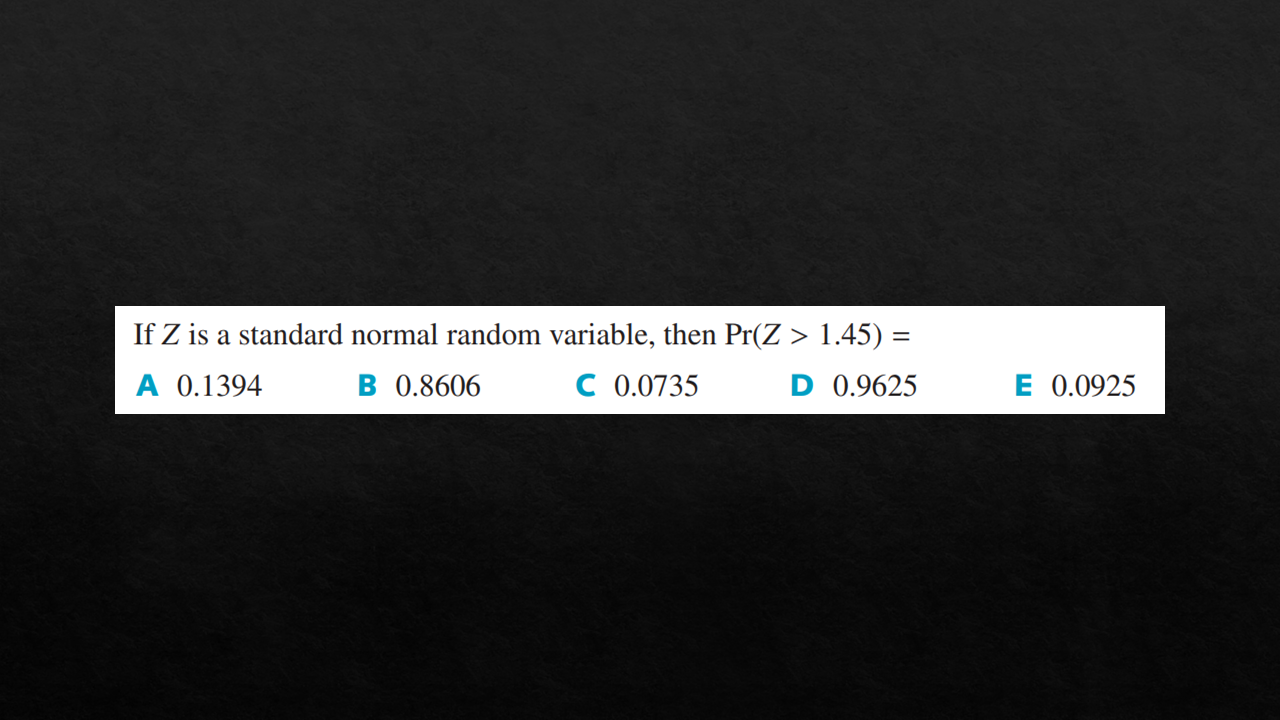 If Z is a standard normal random variable, then Pr(Z > 1.45) =
A 0.1394 B 0.8606 C 0.0735 D 0.9625 E 0.0925